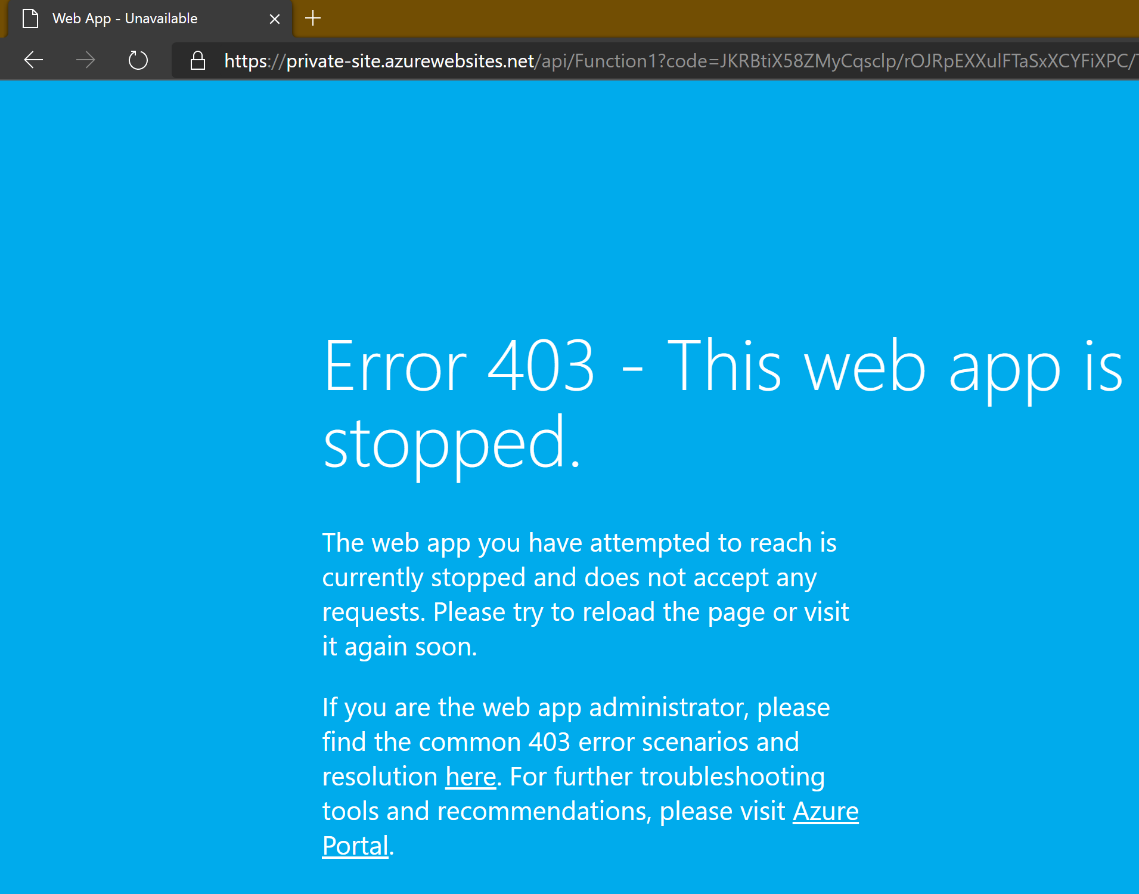 Web App - Unavailable
https://private-site.azurewebsites.net/api/Function1?code=JKRBtiX58ZMyCqsclp/rOJRpEXXulFTaSxXCYFiXPC/
Error 403 - This web app is
stopped.
The web app you have attempted to reach is
currently stopped and does not accept any
requests. Please try to reload the page or visit
it again soon.
If you are the web app administrator, please
find the common 403 error scenarios and
resolution here. For further troubleshooting
tools and recommendations, please visit Azure
Portal.